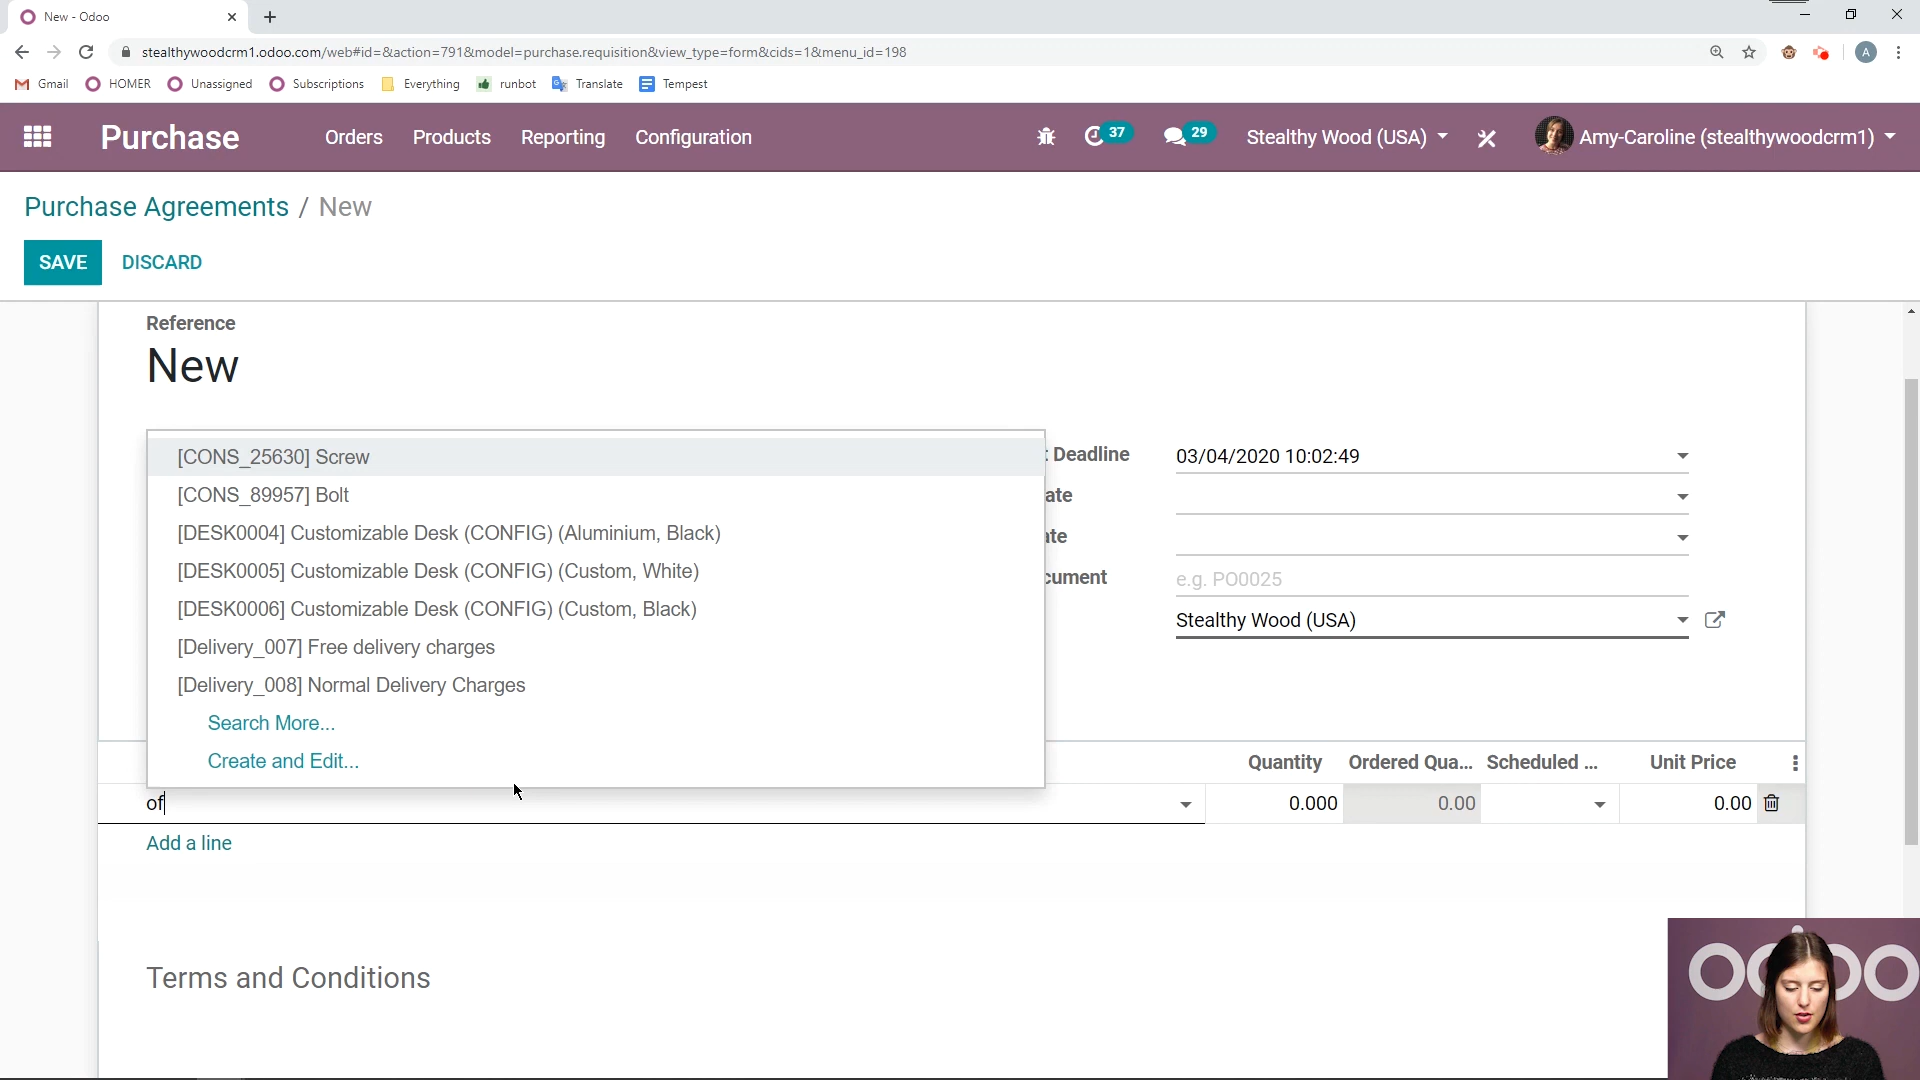 New - Odoo
stealthywoodcrm1.odoo.com/web#id=&action=791&model=purchase.requisition&view_type=form&cids=1&menu_id=198
A
Gmail HOMER Unassigned Subscriptions Everything runbot Translate Tempest
Purchase Orders Products Reporting Configuration 37 29 Stealthy Wood (USA) Amy-Caroline (stealthywoodcrm1)
Purchase Agreements / New
SAVE DISCARD
Reference
New
[CONS_25630] Screw
[CONS_89957] Bolt
[DESK0004] Customizable Desk (CONFIG) (Aluminium, Black)
[DESK0005] Customizable Desk (CONFIG) (Custom, White)
[DESK0006] Customizable Desk (CONFIG) (Custom, Black)
[Delivery_007] Free delivery charges
[Delivery_008] Normal Delivery Charges
Search More...
Create and Edit...
Deadline 03/04/2020 10:02:49
ate
te
cument e.g. PO0025
Stealthy Wood (USA)
Quantity Ordered Qua... Scheduled ... Unit Price
of 0.000 0.00 0.00
Add a line
Terms and Conditions
odoo